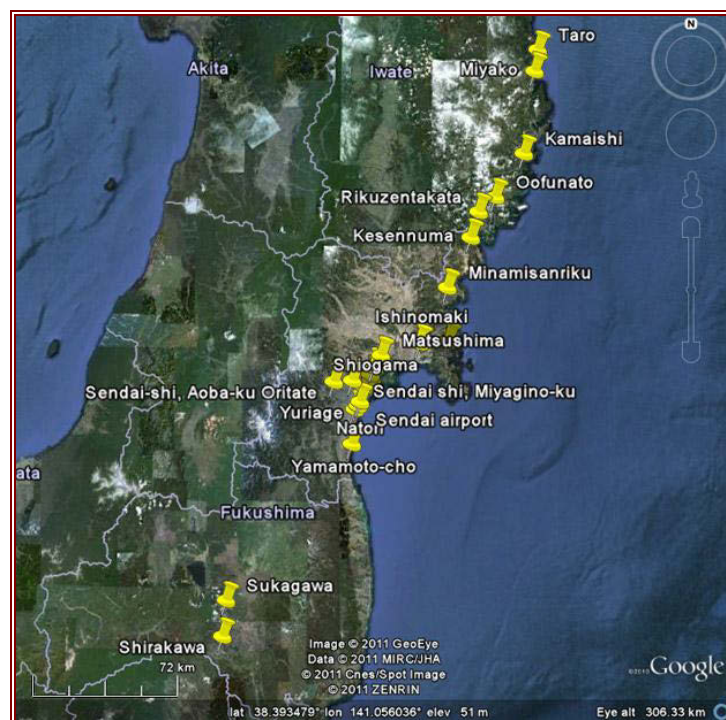 N
Taro
Akita
Iwate
Miyako
Kamaishi
Oofunato
Rikuzentakata
Kesennuma
Minamisanriku
Ishinomaki
Matsushima
Shiogama
Sendai-shi, Aoba-ku Oritate
Sendai shi, Miyagino-ku
Yuriage
Sendai airport
Natori
Yamamoto-cho
ata
Fukushima
Sukagawa
Shirakawa
72 km
Image © 2011 GeoEye
Data © 2011 MIRC/JHA
© 2011 Cnes/Spot Image
© 2011 ZENRIN
Google
lat 38.393479° lon 141.056036° elev 51 m
Eye alt 306.33 km